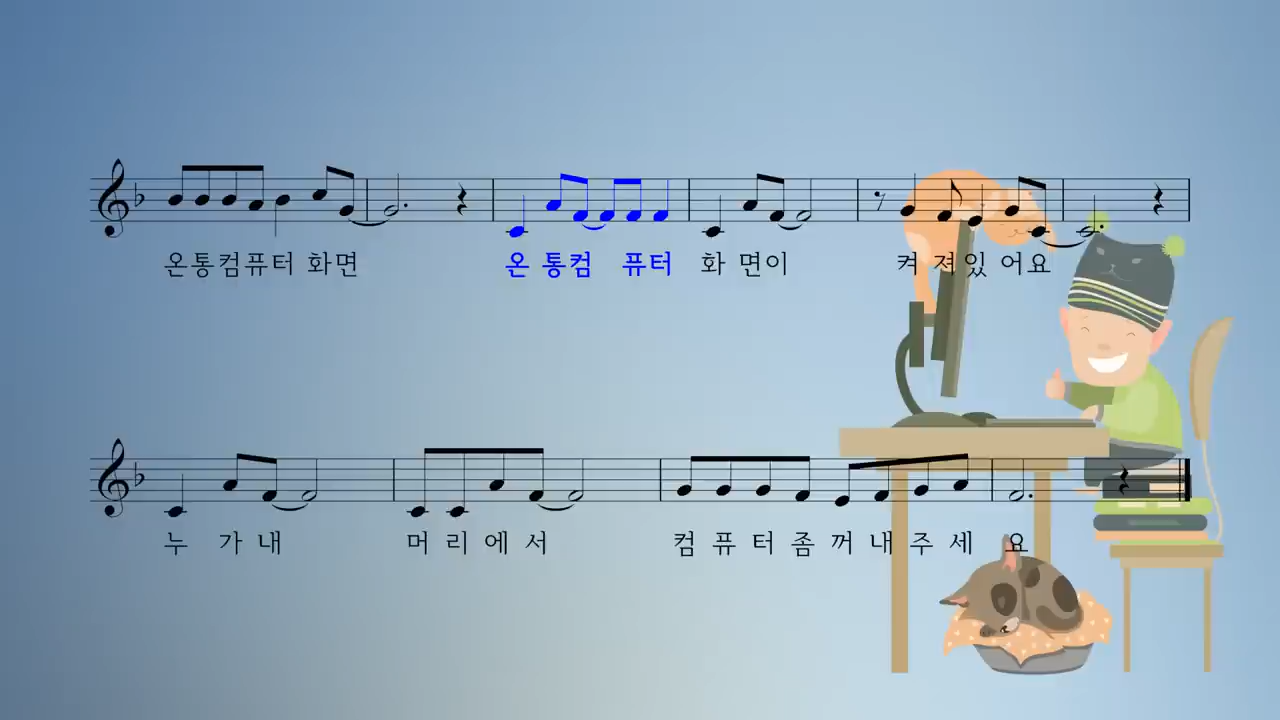 온통컴퓨터 화면 온 통컴 퓨터 화 면이 켜 져있 어요
누 가 내 머 리 에 서 컴 퓨 터 좀 꺼 내 주 세 요